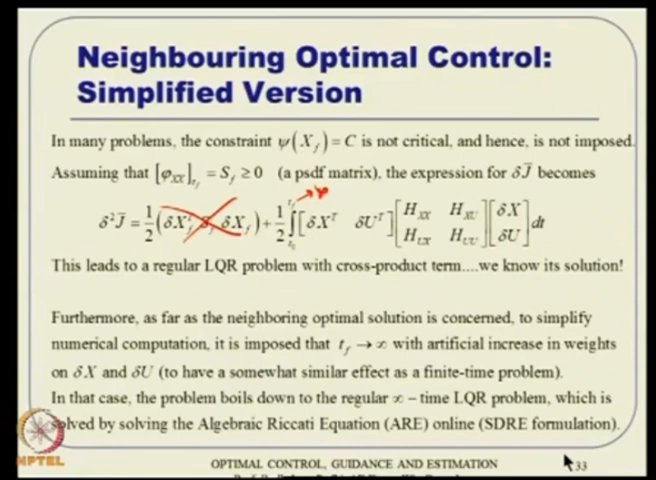 Neighbouring Optimal Control:
Simplified Version
In many problems, the constraint ψ(X_f) = C is not critical, and hence, is not imposed.
Assuming that [φ_XX]_{t_f} = S_f ≥ 0 (a psdf matrix), the expression for δJ̄ becomes
δ²J̄ = 1/2 (δX_f^T S_f δX_f) + 1/2 ∫_{t_0}^{t_f} [δX^T δU^T] [H_XX H_XU; H_UX H_UU] [δX; δU] dt
This leads to a regular LQR problem with cross-product term....we know its solution!
Furthermore, as far as the neighboring optimal solution is concerned, to simplify
numerical computation, it is imposed that t_f → ∞ with artificial increase in weights
on δX and δU (to have a somewhat similar effect as a finite-time problem).
In that case, the problem boils down to the regular ∞ – time LQR problem, which is
solved by solving the Algebraic Riccati Equation (ARE) online (SDRE formulation).
NPTEL
OPTIMAL CONTROL, GUIDANCE AND ESTIMATION
33